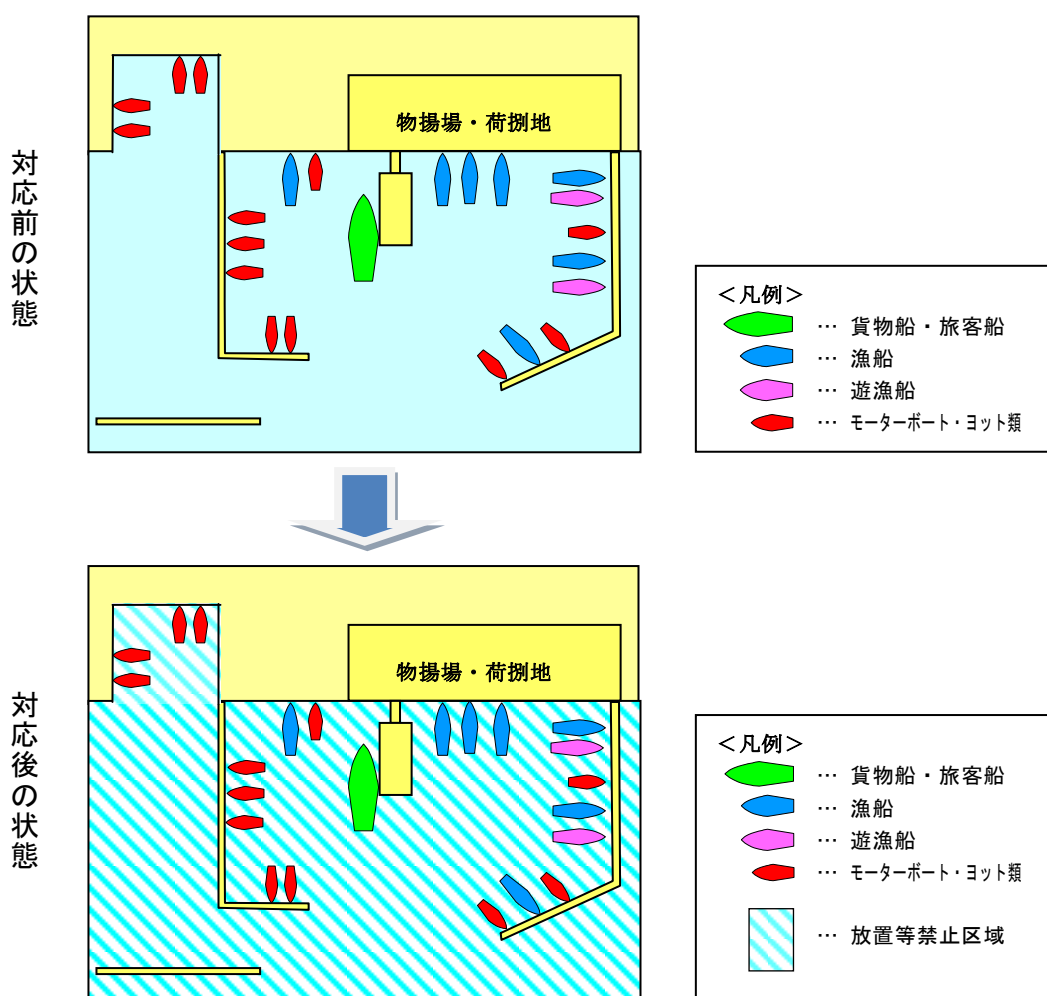 対応前の状態
物揚場・荷捌地
＜凡例＞
… 貨物船・旅客船
… 漁船
… 遊漁船
… モーターボート・ヨット類
対応後の状態
物揚場・荷捌地
＜凡例＞
… 貨物船・旅客船
… 漁船
… 遊漁船
… モーターボート・ヨット類
… 放置等禁止区域